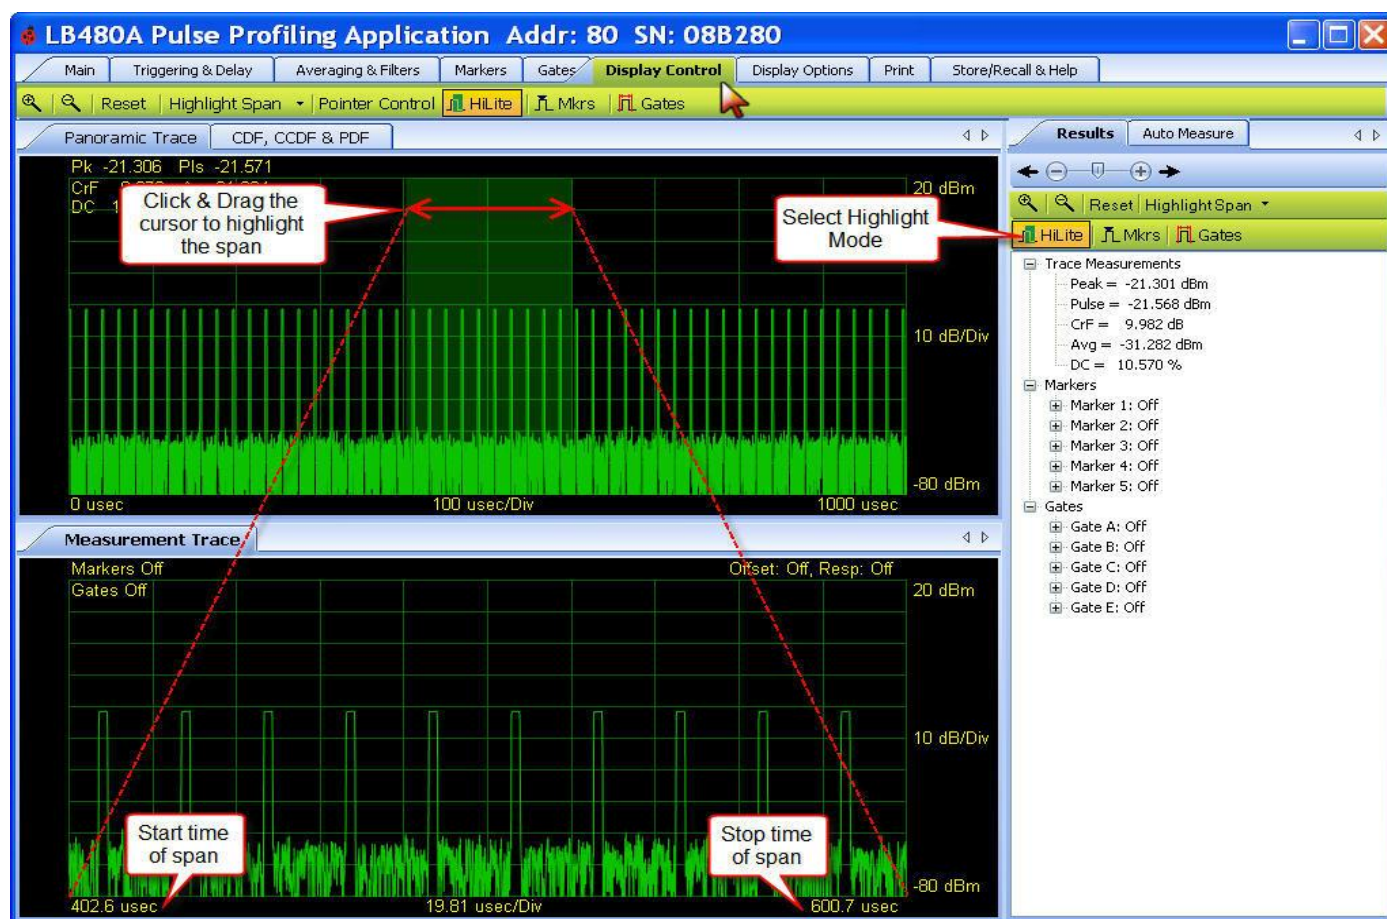 LB480A Pulse Profiling Application Addr: 80 SN: 08B280
Main Triggering & Delay Averaging & Filters Markers Gates Display Control Display Options Print Store/Recall & Help
Reset Highlight Span Pointer Control HiLite Mkrs Gates
Panoramic Trace CDF, CCDF & PDF
Pk -21.306 Pls -21.571
CrF
DC 1
20 dBm
Click & Drag the
cursor to highlight
the span
10 dB/Div
-80 dBm
0 usec 100 usec/Div 1000 usec
Measurement Trace
Markers Off Offset: Off, Resp: Off
Gates Off 20 dBm
10 dB/Div
Start time
of span
Stop time
of span
-80 dBm
402.6 usec 19.81 usec/Div 600.7 usec
Results Auto Measure
Reset Highlight Span
Select Highlight
Mode
HiLite Mkrs Gates
Trace Measurements
Peak = -21.301 dBm
Pulse = -21.568 dBm
CrF = 9.982 dB
Avg = -31.282 dBm
DC = 10.570 %
Markers
Marker 1: Off
Marker 2: Off
Marker 3: Off
Marker 4: Off
Marker 5: Off
Gates
Gate A: Off
Gate B: Off
Gate C: Off
Gate D: Off
Gate E: Off